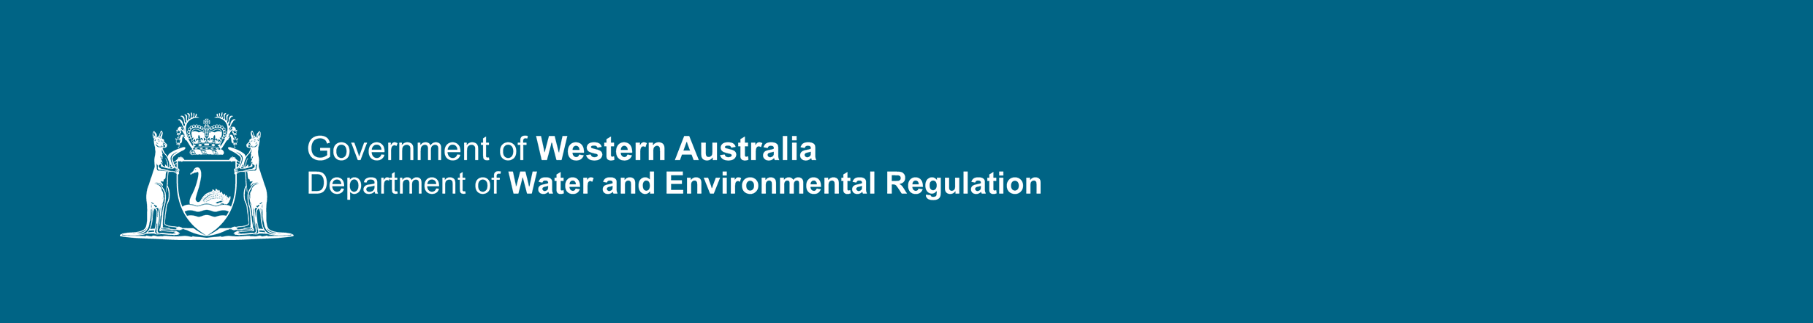 Government of Western Australia
Department of Water and Environmental Regulation